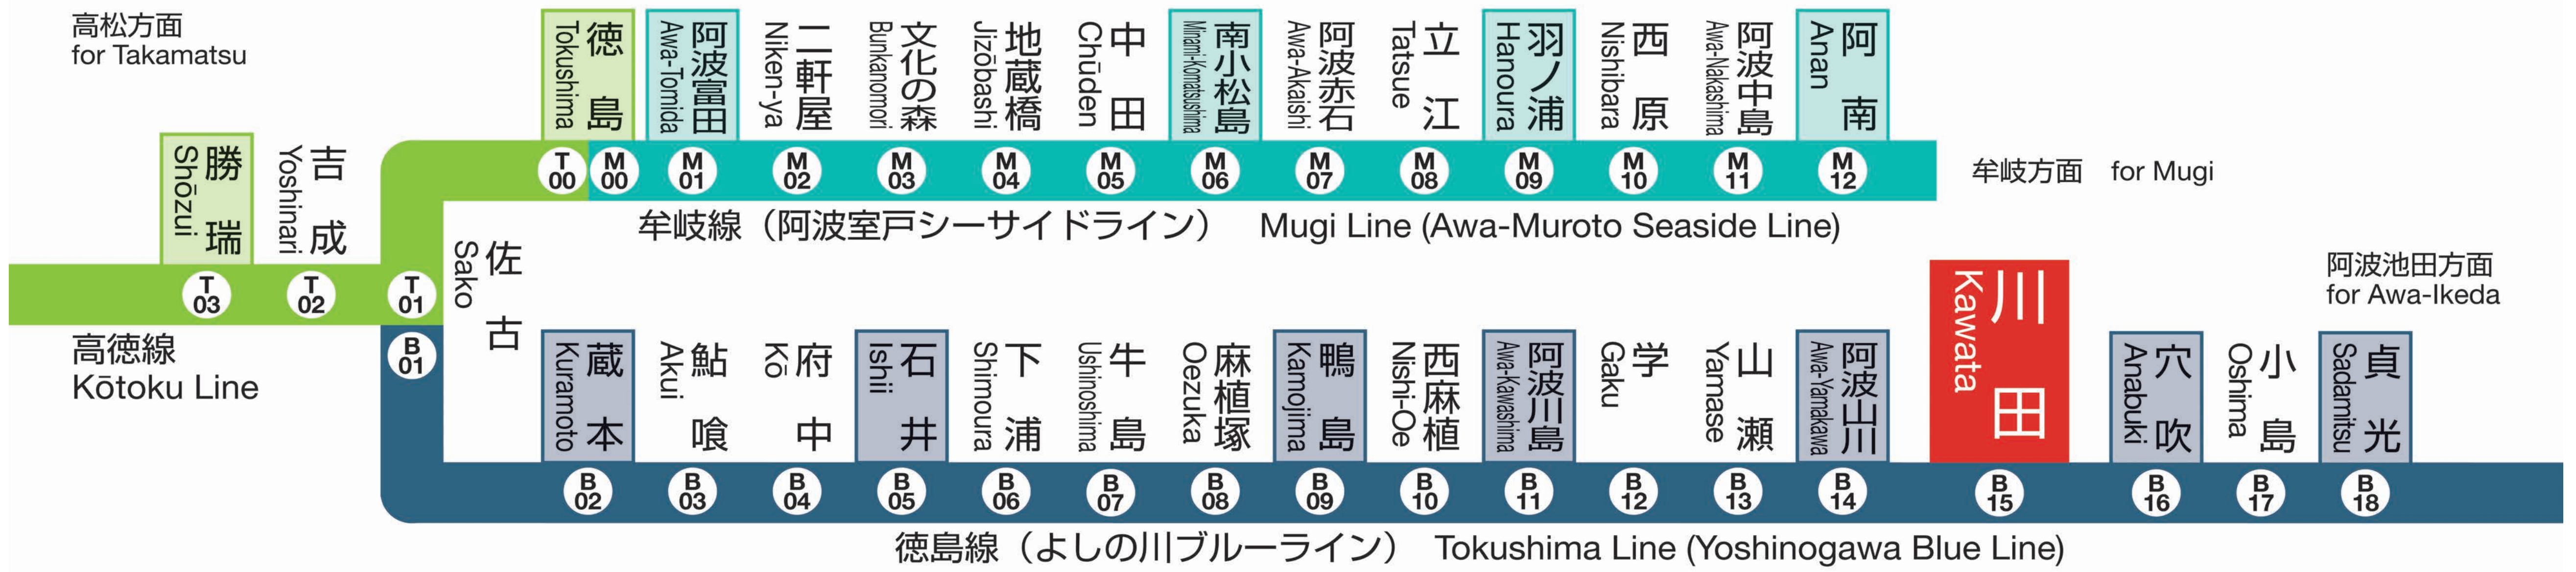 高松方面
for Takamatsu
徳島
Tokushima
阿波富田
Awa-Tomida
二軒屋
Niken-ya
文化の森
Bunkanomori
地蔵橋
Jizōbashi
中田
Chūden
南小松島
Minami-Komatsushima
阿波赤石
Awa-Akaishi
立江
Tatsue
羽ノ浦
Hanoura
西原
Nishibara
阿波中島
Awa-Nakashima
阿南
Anan
T 00
M 00
M 01
M 02
M 03
M 04
M 05
M 06
M 07
M 08
M 09
M 10
M 11
M 12
牟岐方面 for Mugi
牟岐線（阿波室戸シーサイドライン） Mugi Line (Awa-Muroto Seaside Line)
勝瑞
Shōzui
吉成
Yoshinari
佐古
Sako
T 03
T 02
T 01
B 01
高徳線
Kōtoku Line
阿波池田方面
for Awa-Ikeda
蔵本
Kuramoto
鮎喰
Akui
府中
Kō
石井
Ishii
下浦
Shimoura
牛島
Ushinoshima
麻植塚
Oezuka
鴨島
Kamojima
西麻植
Nishi-Oe
阿波川島
Awa-Kawashima
学
Gaku
山瀬
Yamase
阿波山川
Awa-Yamakawa
川田
Kawata
穴吹
Anabuki
小島
Oshima
貞光
Sadamitsu
B 02
B 03
B 04
B 05
B 06
B 07
B 08
B 09
B 10
B 11
B 12
B 13
B 14
B 15
B 16
B 17
B 18
徳島線（よしの川ブルーライン） Tokushima Line (Yoshinogawa Blue Line)